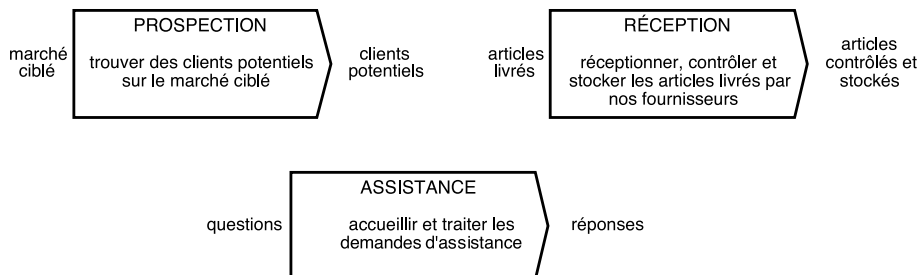 PROSPECTION
marché
ciblé
trouver des clients potentiels
sur le marché ciblé
clients
potentiels
RÉCEPTION
articles
livrés
réceptionner, contrôler et
stocker les articles livrés par
nos fournisseurs
articles
contrôlés et
stockés
ASSISTANCE
questions
accueillir et traiter les
demandes d'assistance
réponses